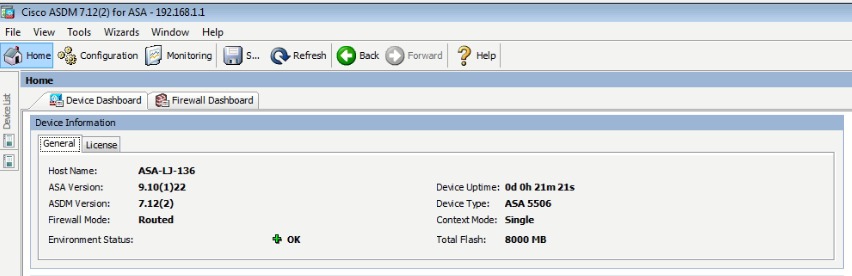 Cisco ASDM 7.12(2) for ASA - 192.168.1.1
File View Tools Wizards Window Help
Home Configuration Monitoring S... Refresh Back Forward Help
Device List
Home
Device Dashboard Firewall Dashboard
Device Information
General License
Host Name: ASA-LJ-136
ASA Version: 9.10(1)22 Device Uptime: 0d 0h 21m 21s
ASDM Version: 7.12(2) Device Type: ASA 5506
Firewall Mode: Routed Context Mode: Single
Environment Status: OK Total Flash: 8000 MB